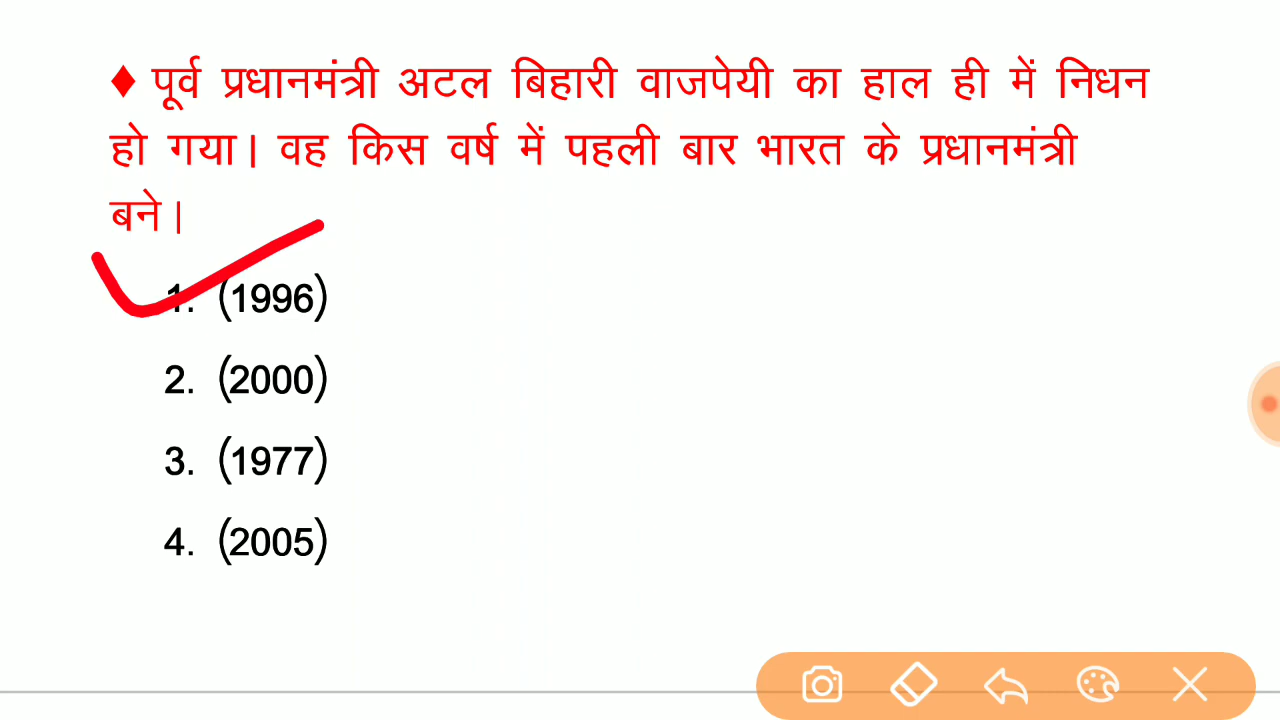 ♦ पूर्व प्रधानमंत्री अटल बिहारी वाजपेयी का हाल ही में निधन
हो गया। वह किस वर्ष में पहली बार भारत के प्रधानमंत्री
बने।
1. (1996)
2. (2000)
3. (1977)
4. (2005)